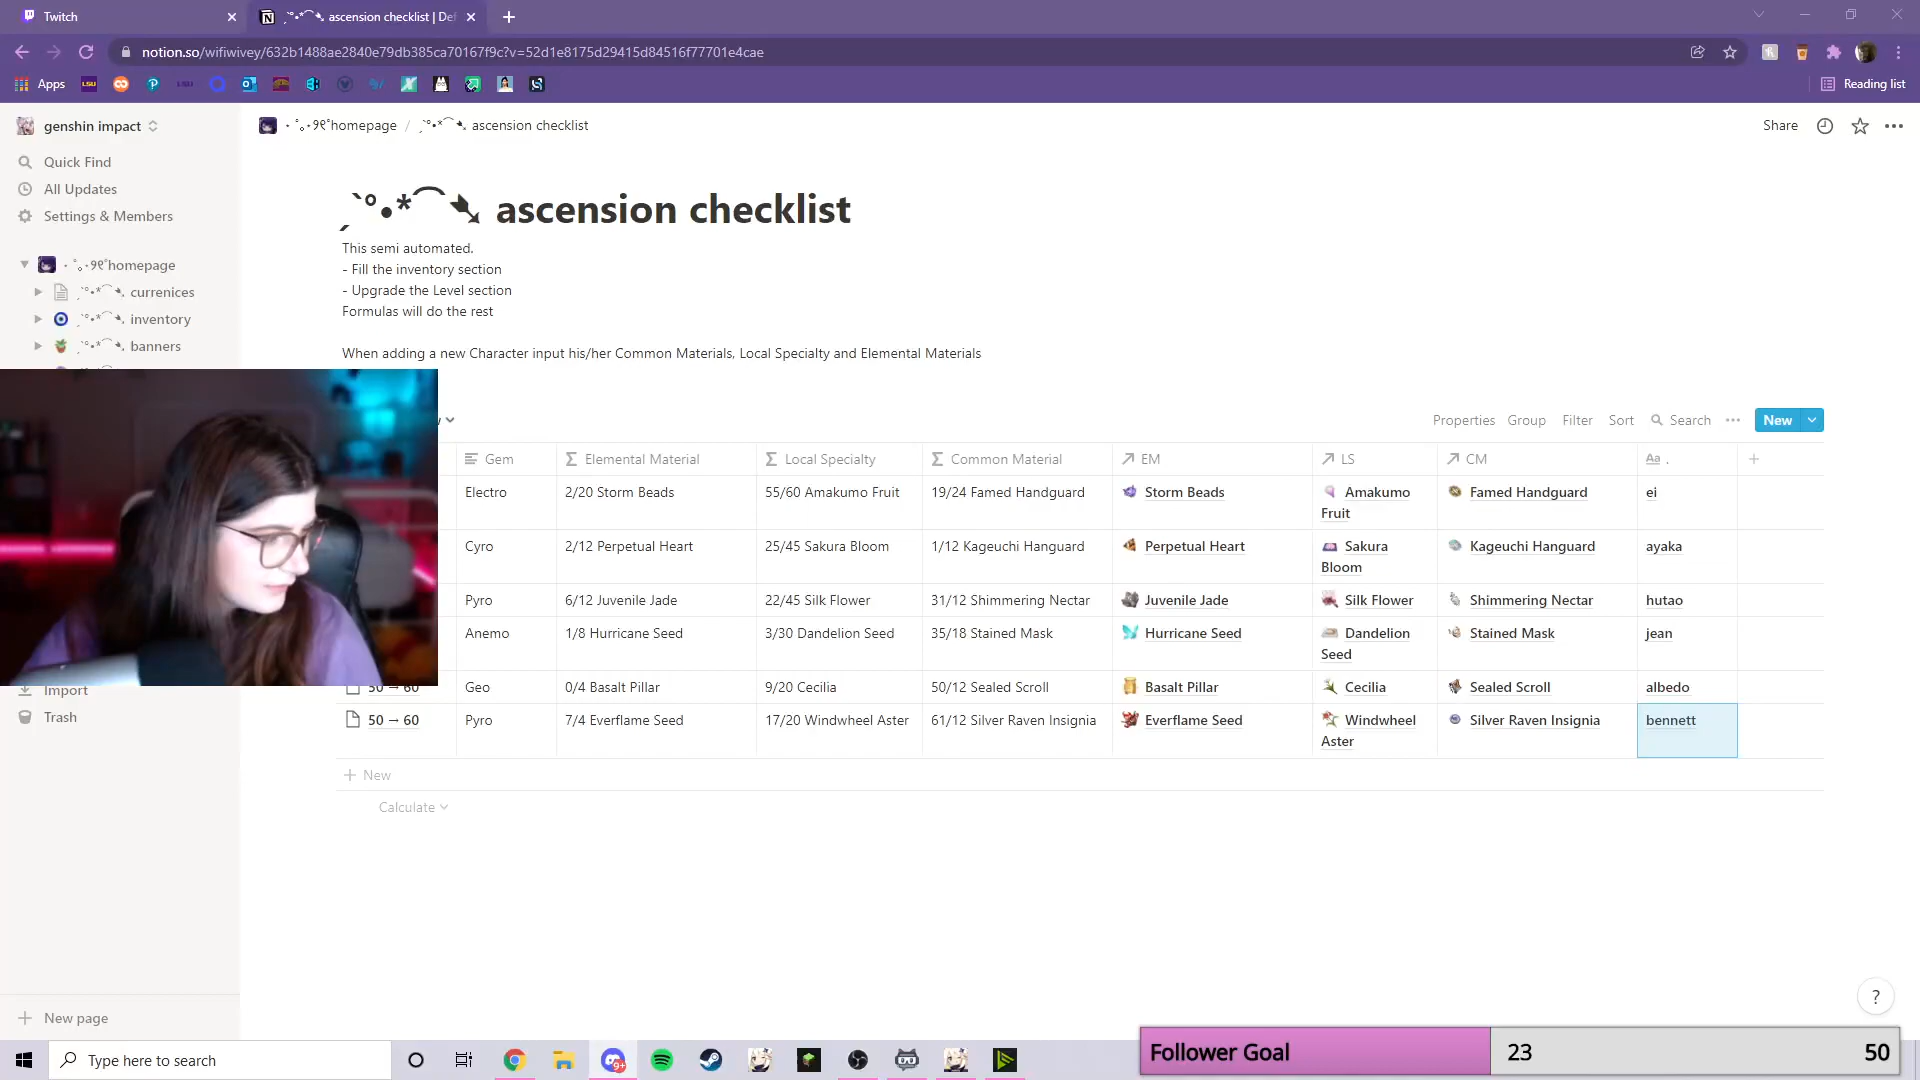 Twitch
ascension checklist | Def
notion.so/wifiwivey/632b1488ae2840e79db385ca70167f9c?v=52d1e8175d29415d84516f77701e4cae
Apps
LSU
Reading list
genshin impact
homepage / ascension checklist
Share
Quick Find
All Updates
Settings & Members
homepage
currenices
inventory
banners
Import
Trash
New page
ascension checklist
This semi automated.
- Fill the inventory section
- Upgrade the Level section
Formulas will do the rest
When adding a new Character input his/her Common Materials, Local Specialty and Elemental Materials
Properties Group Filter Sort Search New
Gem Elemental Material Local Specialty Common Material EM LS CM Aa .
Electro 2/20 Storm Beads 55/60 Amakumo Fruit 19/24 Famed Handguard Storm Beads Amakumo Fruit Famed Handguard ei
Cyro 2/12 Perpetual Heart 25/45 Sakura Bloom 1/12 Kageuchi Hanguard Perpetual Heart Sakura Bloom Kageuchi Hanguard ayaka
Pyro 6/12 Juvenile Jade 22/45 Silk Flower 31/12 Shimmering Nectar Juvenile Jade Silk Flower Shimmering Nectar hutao
Anemo 1/8 Hurricane Seed 3/30 Dandelion Seed 35/18 Stained Mask Hurricane Seed Dandelion Seed Stained Mask jean
50 → 60 Geo 0/4 Basalt Pillar 9/20 Cecilia 50/12 Sealed Scroll Basalt Pillar Cecilia Sealed Scroll albedo
50 → 60 Pyro 7/4 Everflame Seed 17/20 Windwheel Aster 61/12 Silver Raven Insignia Everflame Seed Windwheel Aster Silver Raven Insignia bennett
New
Calculate
?
Type here to search
9+
Follower Goal 23 50